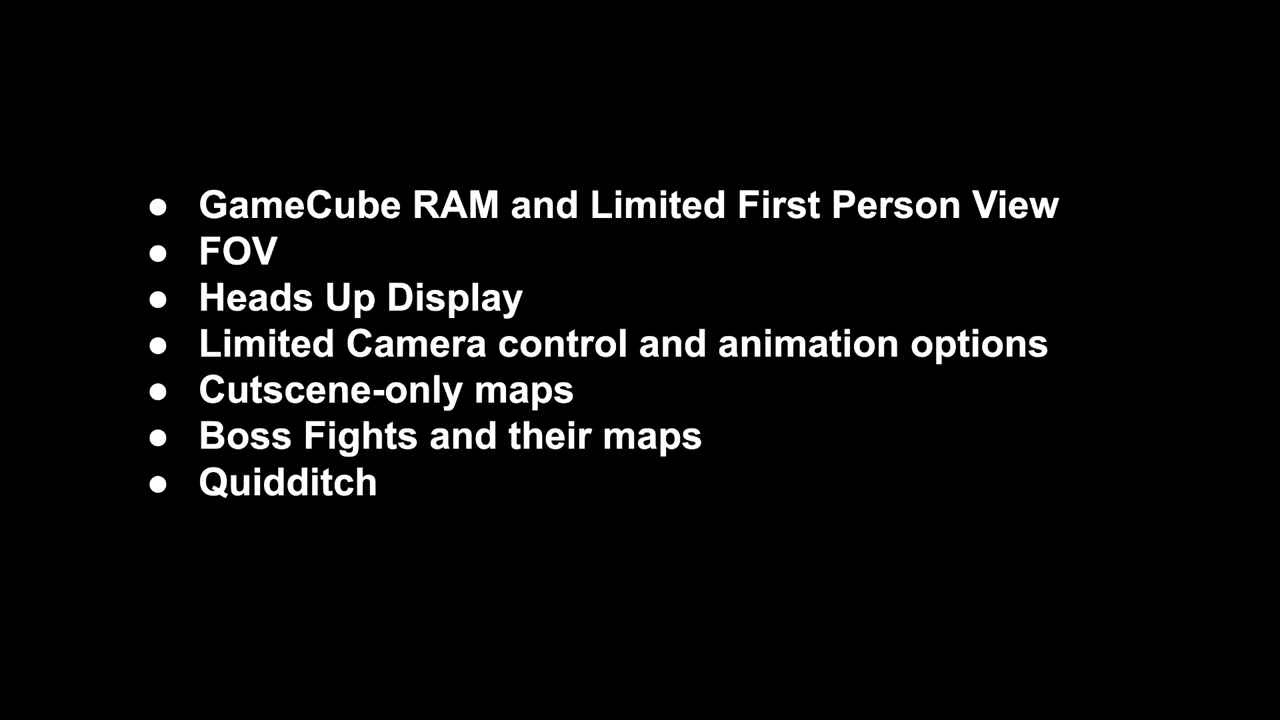 ● GameCube RAM and Limited First Person View
● FOV
● Heads Up Display
● Limited Camera control and animation options
● Cutscene-only maps
● Boss Fights and their maps
● Quidditch